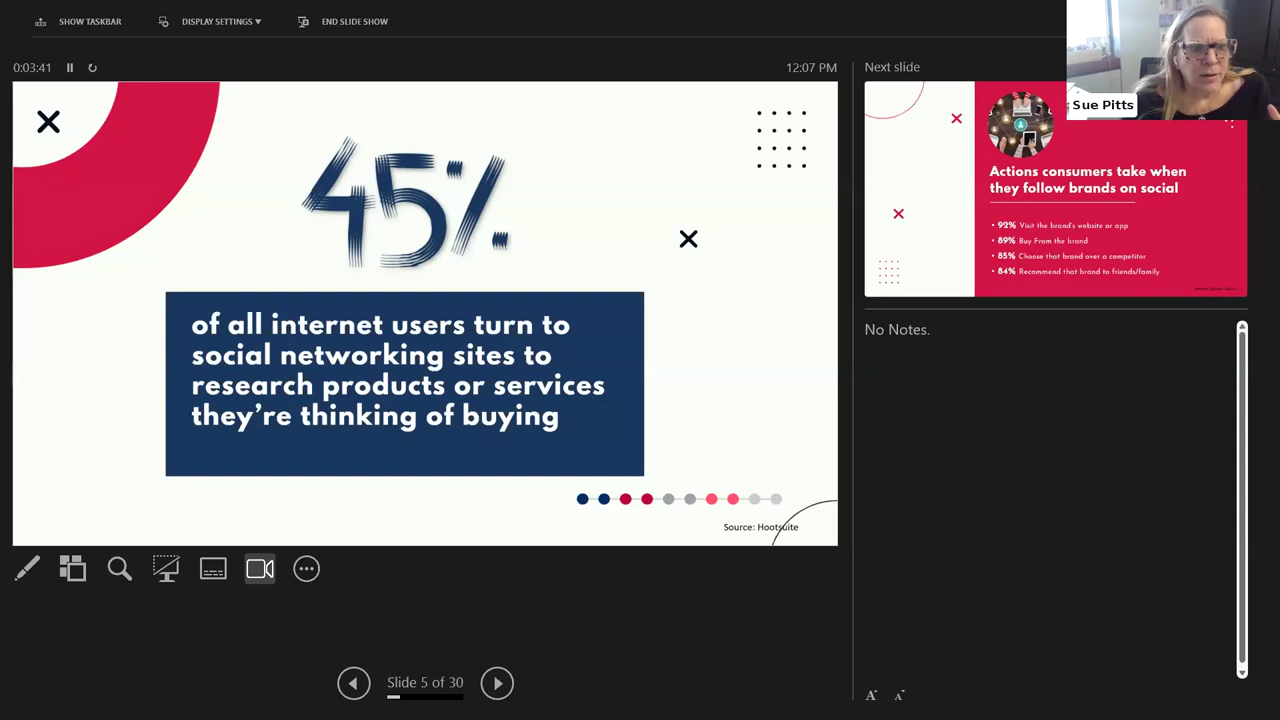 SHOW TASKBAR
DISPLAY SETTINGS ▼
END SLIDE SHOW
0:03:41
12:07 PM
Next slide
Sue Pitts
45%
of all internet users turn to
social networking sites to
research products or services
they’re thinking of buying
Source: Hootsuite
Actions consumers take when
they follow brands on social
• 92% Visit the brand's website or app
• 89% Buy From the brand
• 85% Choose that brand over a competitor
• 84% Recommend that brand to friends/family
No Notes.
Slide 5 of 30
A
A